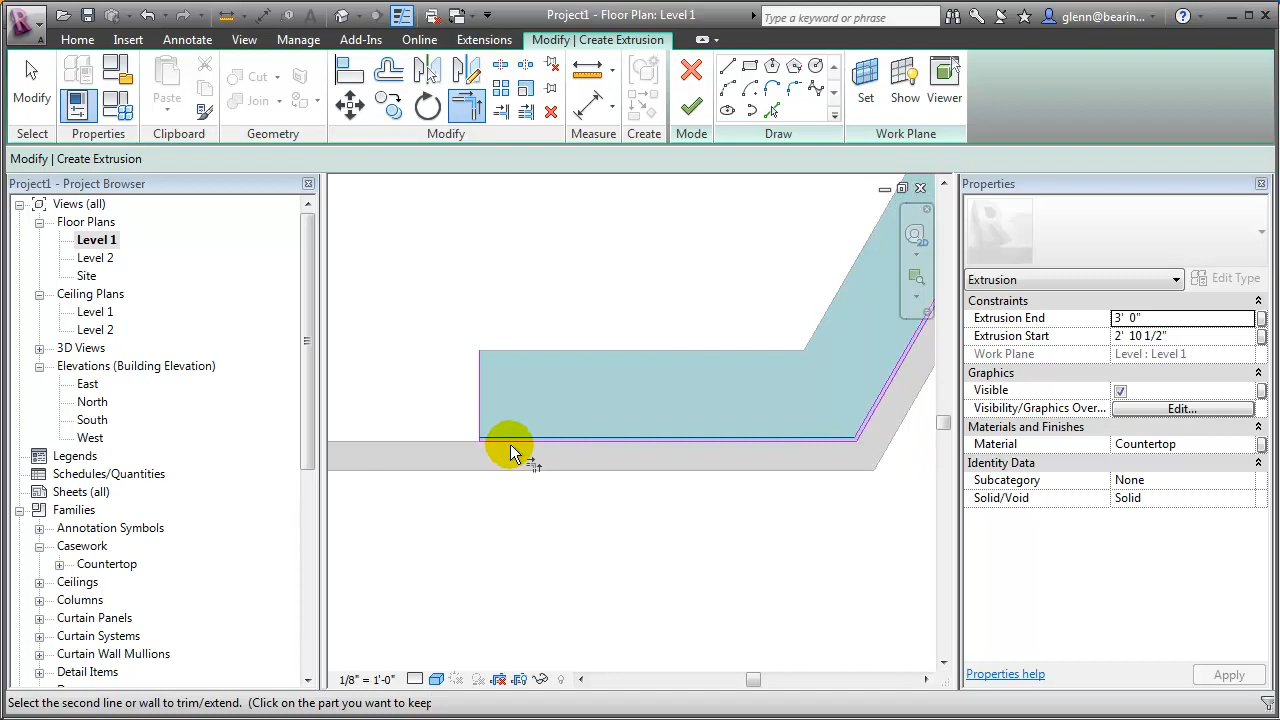 Project1 - Floor Plan: Level 1
Type a keyword or phrase
glenn@bearin...
Home Insert Annotate View Manage Add-Ins Online Extensions Modify | Create Extrusion
Modify
Paste
Cut
Join
Set Show Viewer
Select Properties Clipboard Geometry Modify Measure Create Mode Draw Work Plane
Modify | Create Extrusion
Project1 - Project Browser
Views (all)
Floor Plans
Level 1
Level 2
Site
Ceiling Plans
Level 1
Level 2
3D Views
Elevations (Building Elevation)
East
North
South
West
Legends
Schedules/Quantities
Sheets (all)
Families
Annotation Symbols
Casework
Countertop
Ceilings
Columns
Curtain Panels
Curtain Systems
Curtain Wall Mullions
Detail Items
2D
1/8" = 1'-0"
Properties
Extrusion
Edit Type
Constraints
Extrusion End 3' 0"
Extrusion Start 2' 10 1/2"
Work Plane Level : Level 1
Graphics
Visible
Visibility/Graphics Over... Edit...
Materials and Finishes
Material Countertop
Identity Data
Subcategory None
Solid/Void Solid
Properties help
Apply
Select the second line or wall to trim/extend. (Click on the part you want to keep